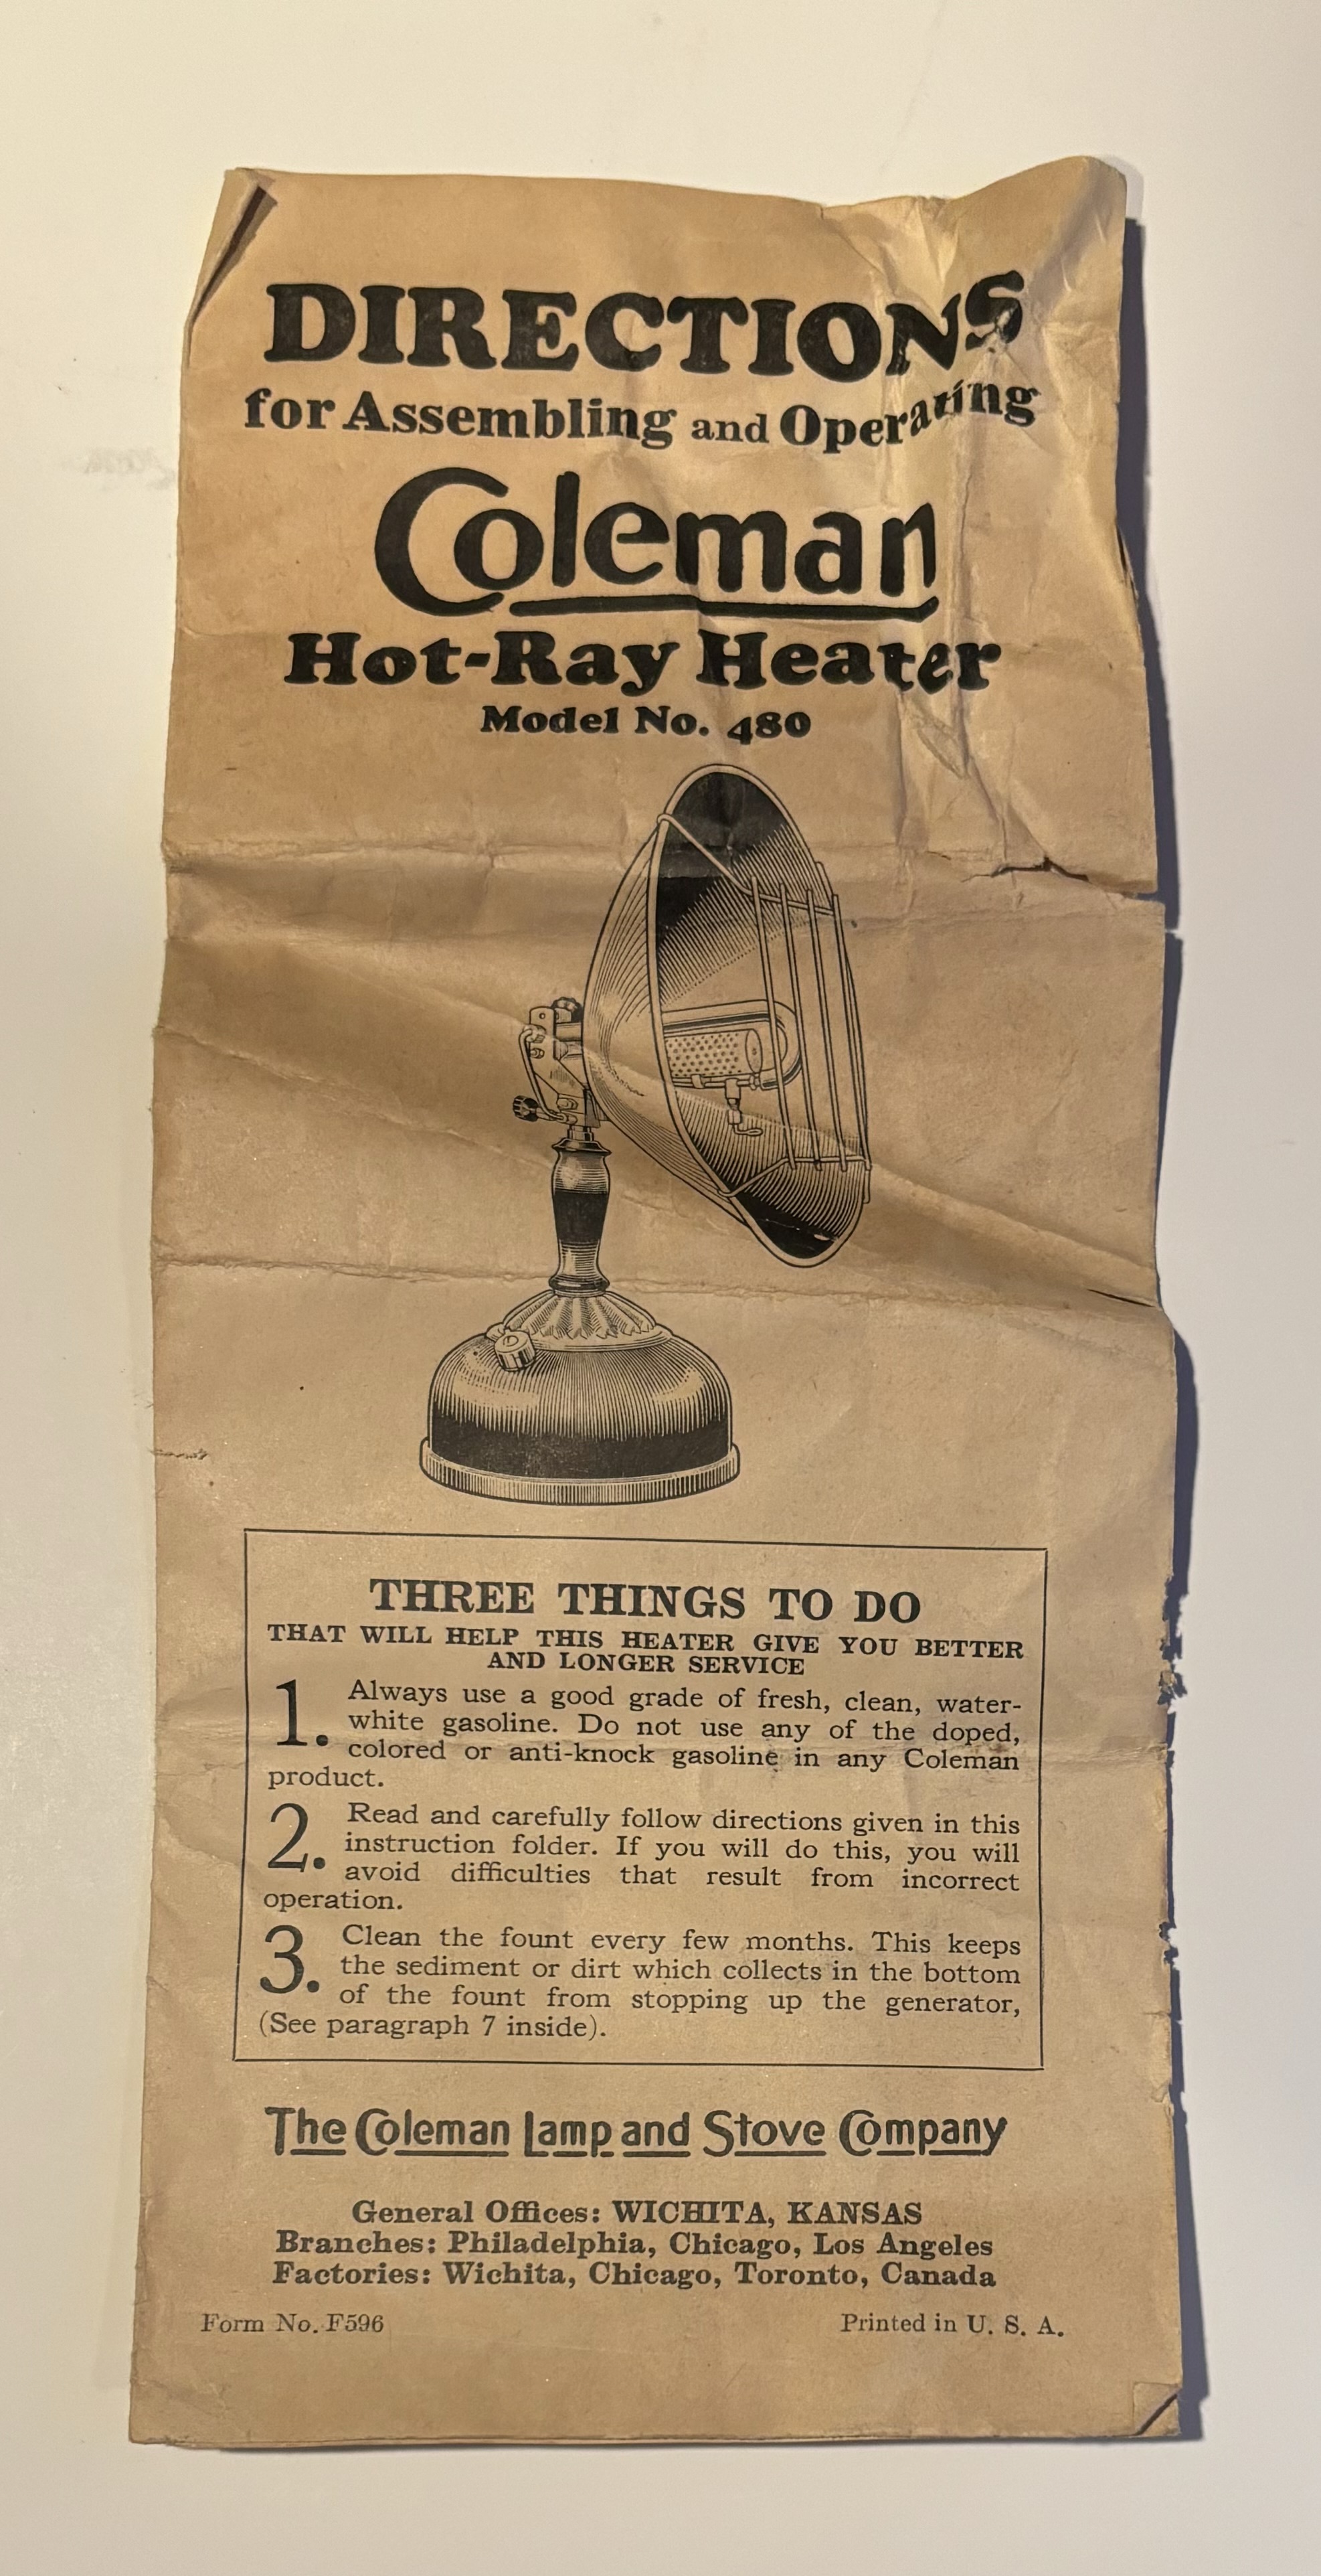 DIRECTIONS
for Assembling and Operating
Coleman
Hot-Ray Heater
Model No. 480
THREE THINGS TO DO
THAT WILL HELP THIS HEATER GIVE YOU BETTER
AND LONGER SERVICE
1. Always use a good grade of fresh, clean, water-
white gasoline. Do not use any of the doped,
colored or anti-knock gasoline in any Coleman
product.
2. Read and carefully follow directions given in this
instruction folder. If you will do this, you will
avoid difficulties that result from incorrect
operation.
3. Clean the fount every few months. This keeps
the sediment or dirt which collects in the bottom
of the fount from stopping up the generator,
(See paragraph 7 inside).
The Coleman Lamp and Stove Company
General Offices: WICHITA, KANSAS
Branches: Philadelphia, Chicago, Los Angeles
Factories: Wichita, Chicago, Toronto, Canada
Form No. F596 Printed in U. S. A.